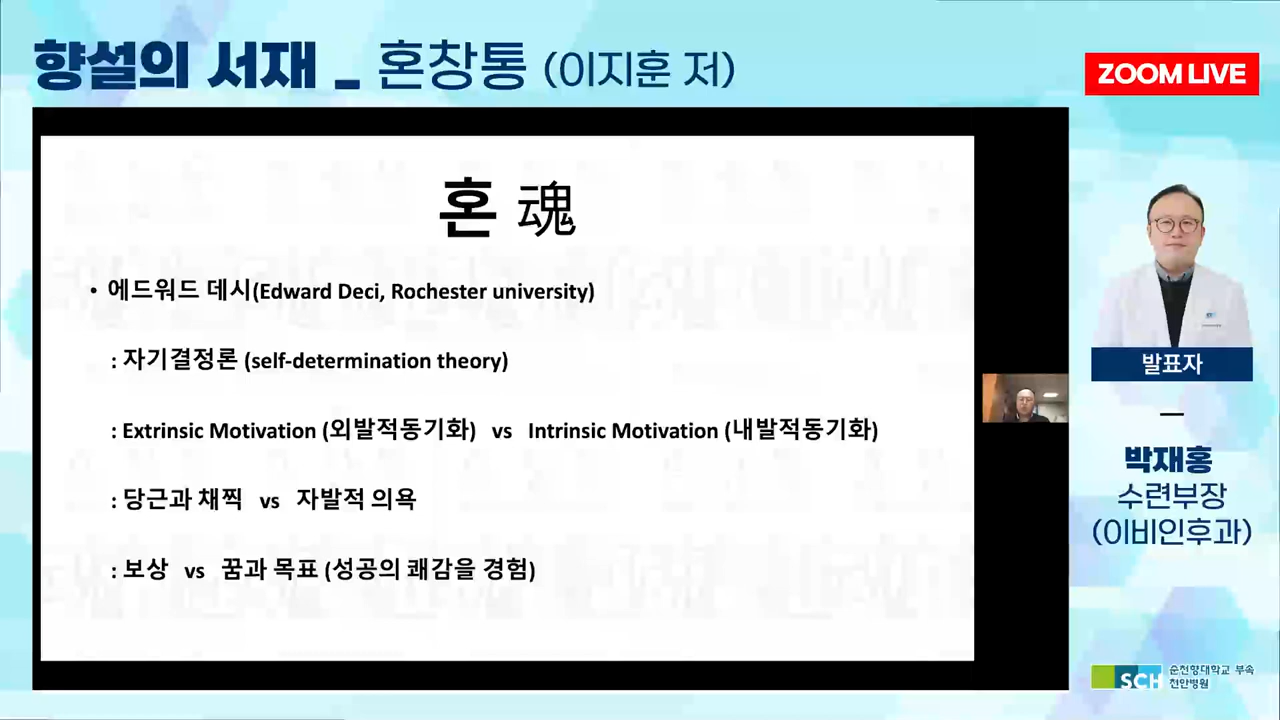 향설의 서재 _ 혼창통 (이지훈 저)
ZOOM LIVE
혼 魂
• 에드워드 데시(Edward Deci, Rochester university)
: 자기결정론 (self-determination theory)
: Extrinsic Motivation (외발적동기화) vs Intrinsic Motivation (내발적동기화)
: 당근과 채찍 vs 자발적 의욕
: 보상 vs 꿈과 목표 (성공의 쾌감을 경험)
발표자
박재홍
수련부장
(이비인후과)
SCH 순천향대학교 부속
천안병원